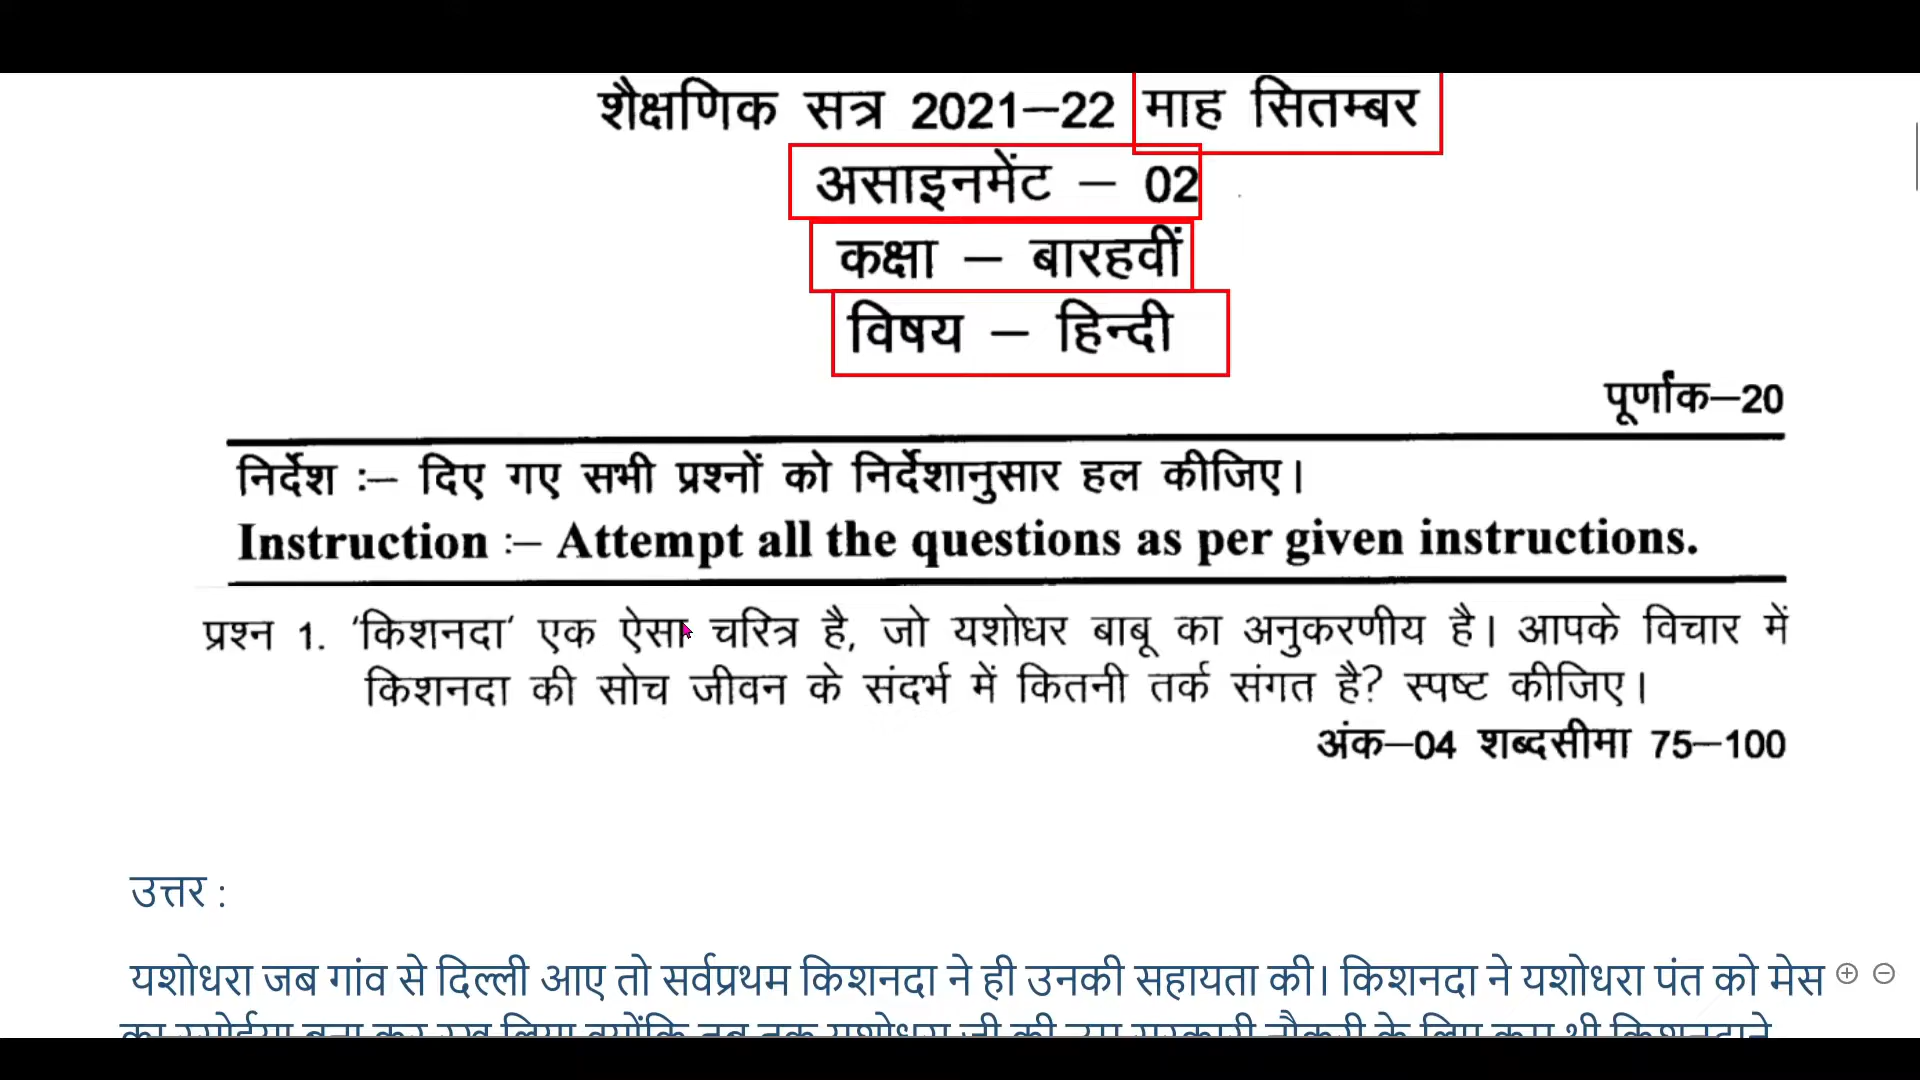 शैक्षणिक सत्र 2021–22 माह सितम्बर
असाइनमेंट – 02
कक्षा – बारहवीं
विषय – हिन्दी
पूर्णांक–20
निर्देश :– दिए गए सभी प्रश्नों को निर्देशानुसार हल कीजिए।
Instruction :– Attempt all the questions as per given instructions.
प्रश्न 1. 'किशनदा' एक ऐसा चरित्र है, जो यशोधर बाबू का अनुकरणीय है। आपके विचार में
किशनदा की सोच जीवन के संदर्भ में कितनी तर्क संगत है? स्पष्ट कीजिए।
अंक–04 शब्दसीमा 75–100
उत्तर :
यशोधरा जब गांव से दिल्ली आए तो सर्वप्रथम किशनदा ने ही उनकी सहायता की। किशनदा ने यशोधरा पंत को मेस